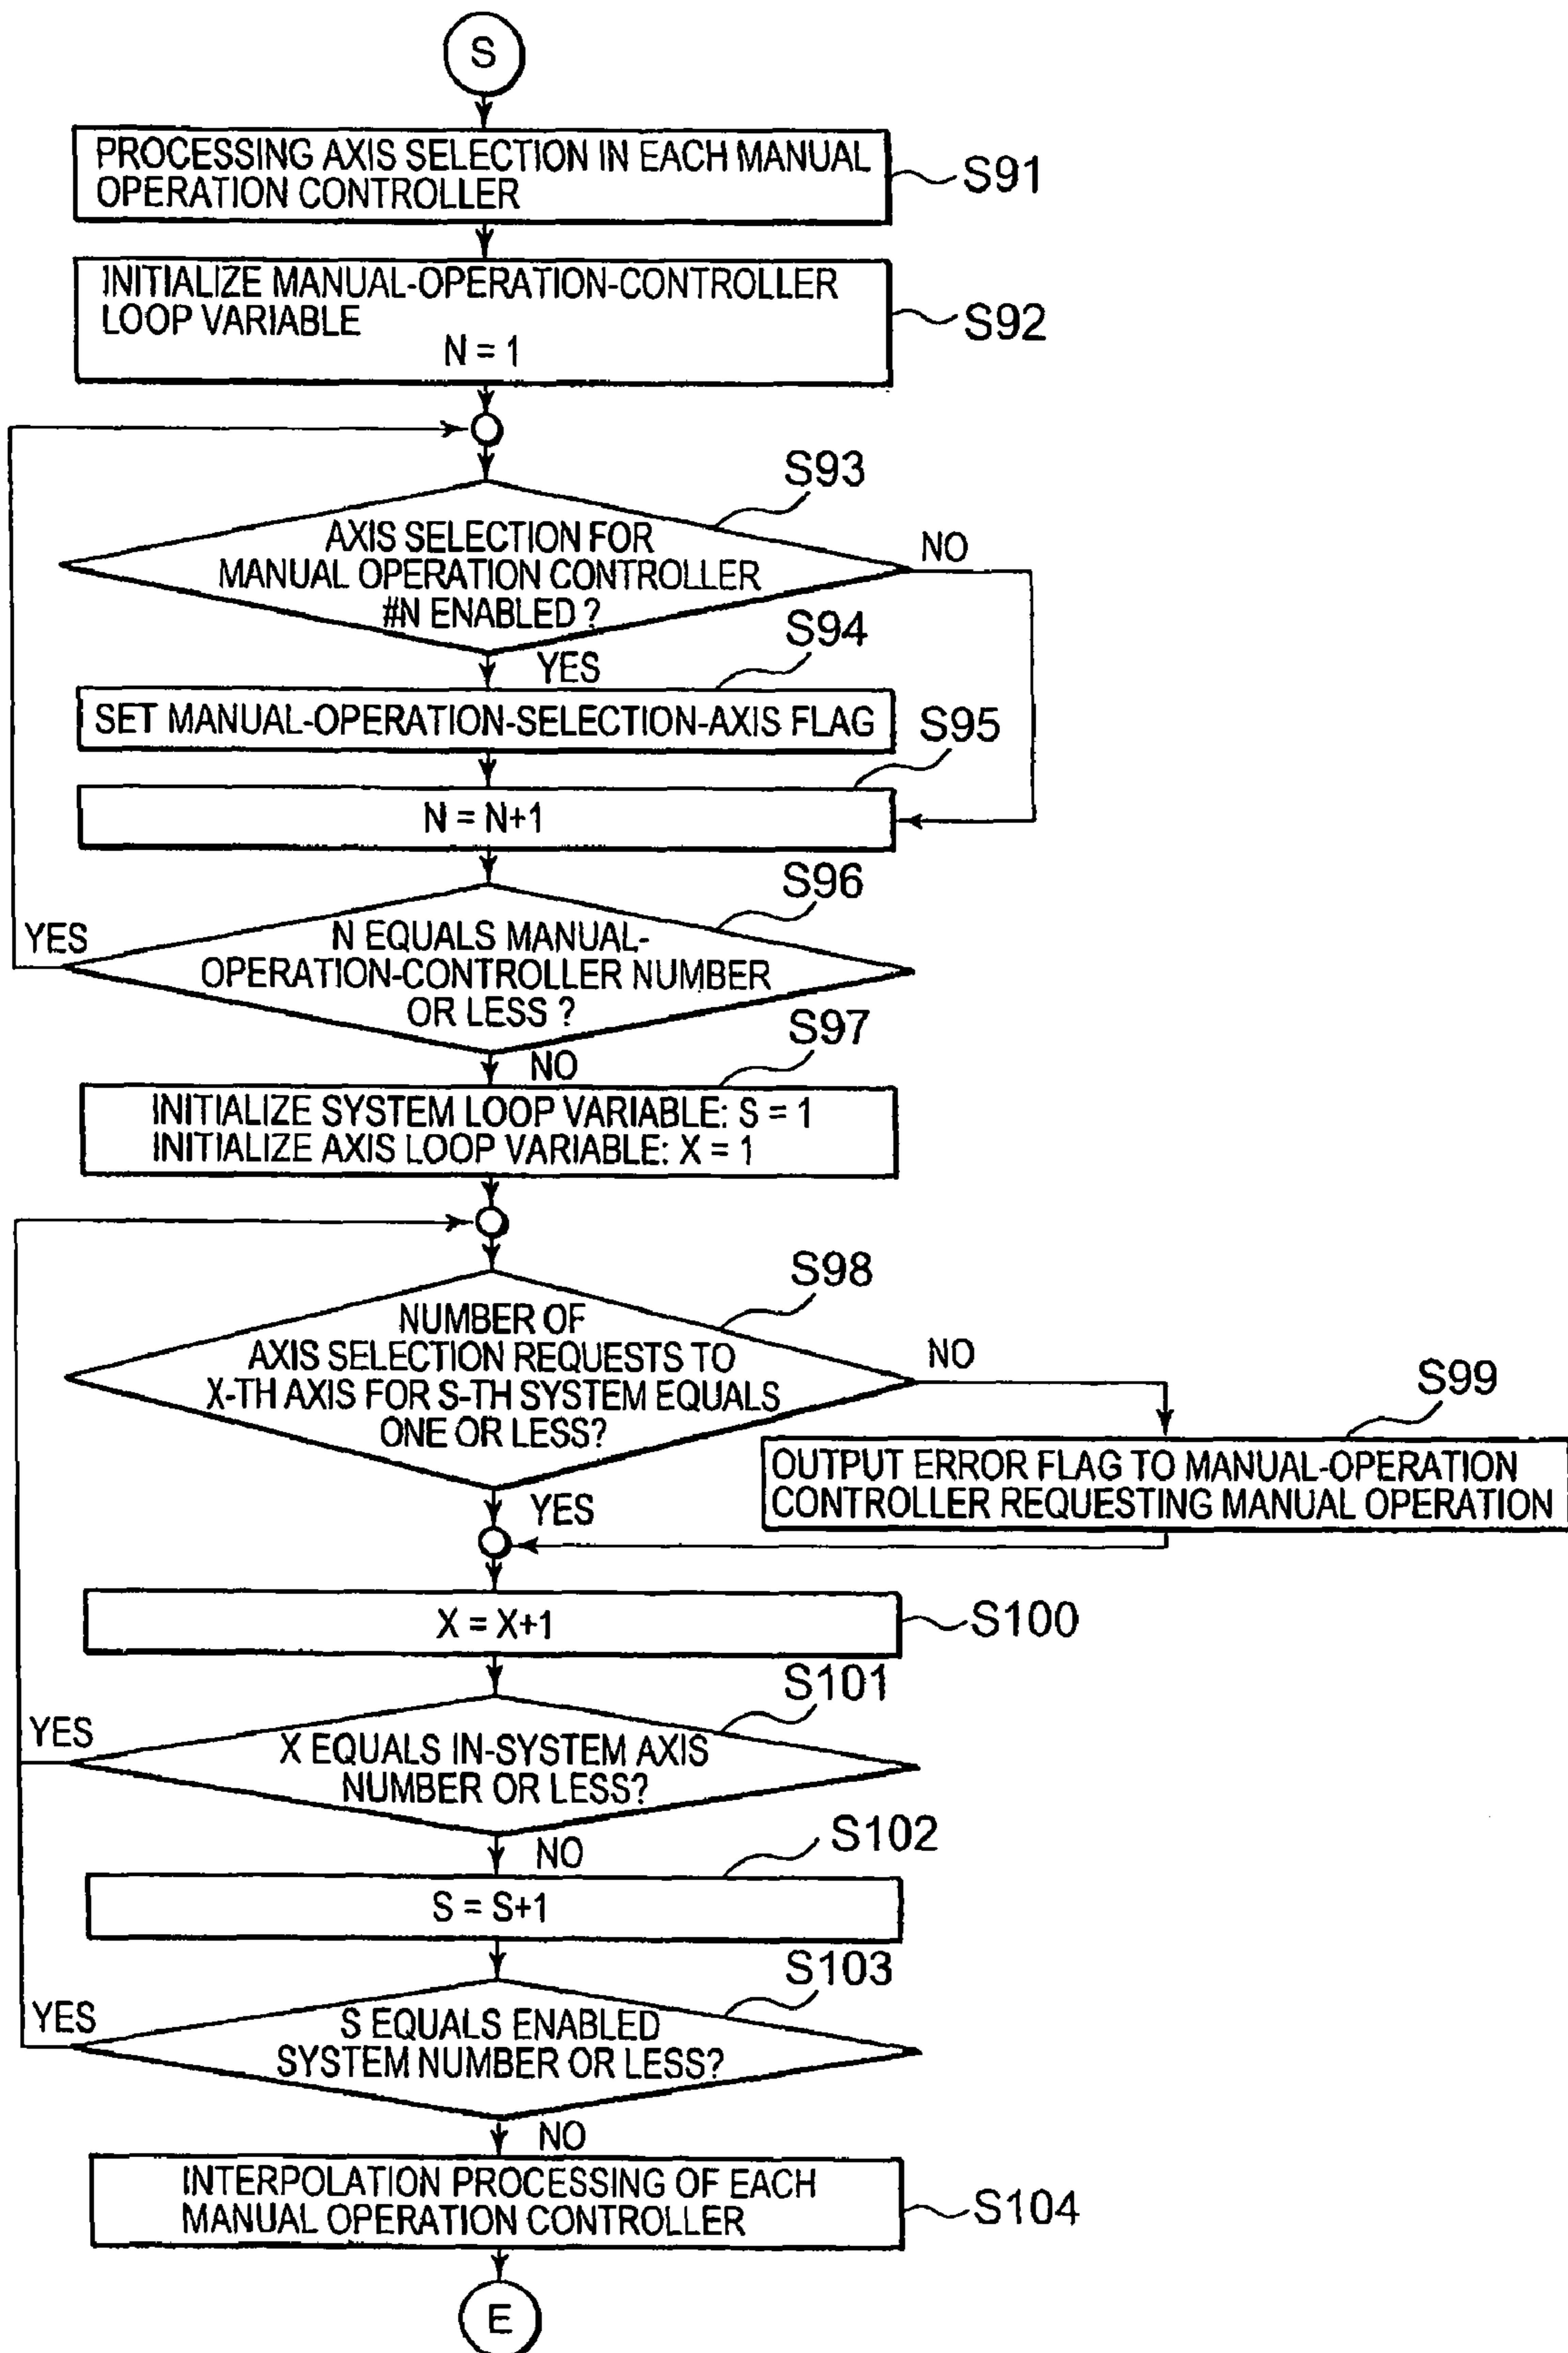 S
PROCESSING AXIS SELECTION IN EACH MANUAL
OPERATION CONTROLLER
S91
INITIALIZE MANUAL-OPERATION-CONTROLLER
LOOP VARIABLE
N = 1
S92
S93
AXIS SELECTION FOR
MANUAL OPERATION CONTROLLER
#N ENABLED ?
NO
YES
S94
SET MANUAL-OPERATION-SELECTION-AXIS FLAG
S95
N = N+1
S96
YES
N EQUALS MANUAL-
OPERATION-CONTROLLER NUMBER
OR LESS ?
NO
S97
INITIALIZE SYSTEM LOOP VARIABLE: S = 1
INITIALIZE AXIS LOOP VARIABLE: X = 1
S98
NUMBER OF
AXIS SELECTION REQUESTS TO
X-TH AXIS FOR S-TH SYSTEM EQUALS
ONE OR LESS?
NO
S99
OUTPUT ERROR FLAG TO MANUAL-OPERATION
CONTROLLER REQUESTING MANUAL OPERATION
YES
X = X+1
S100
S101
YES
X EQUALS IN-SYSTEM AXIS
NUMBER OR LESS?
NO
S102
S = S+1
S103
YES
S EQUALS ENABLED
SYSTEM NUMBER OR LESS?
NO
INTERPOLATION PROCESSING OF EACH
MANUAL OPERATION CONTROLLER
S104
E